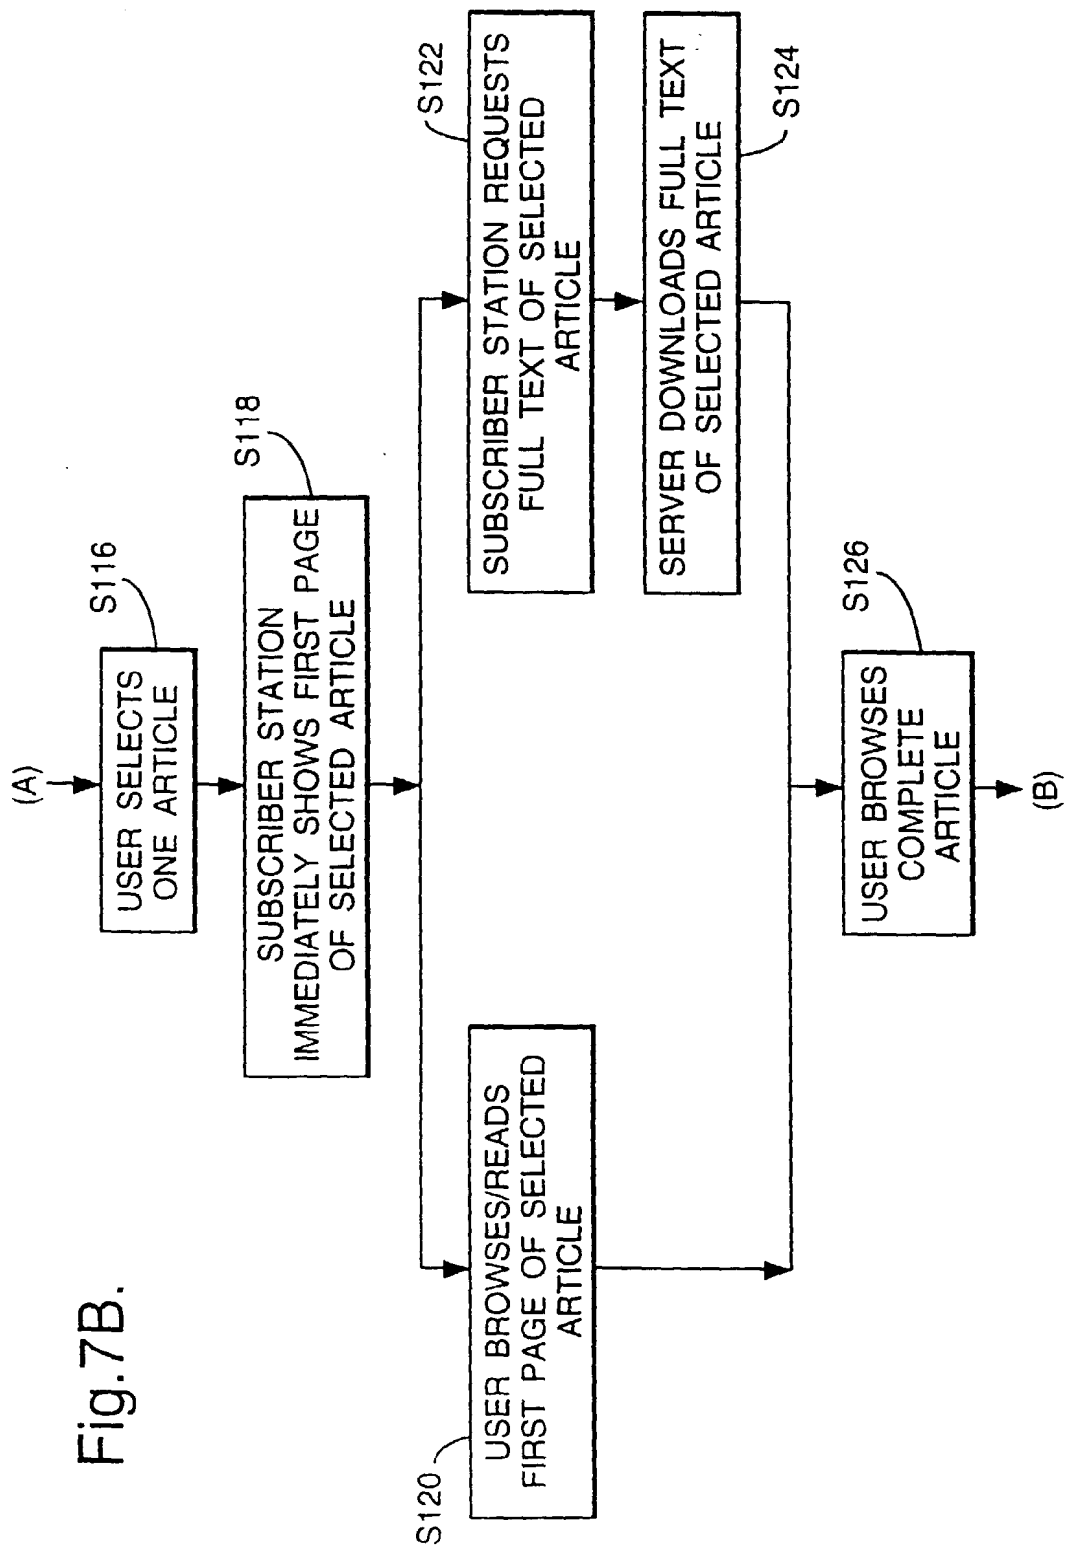 Fig.7B.
(A)
S116
USER SELECTS
ONE ARTICLE
S118
SUBSCRIBER STATION
IMMEDIATELY SHOWS FIRST PAGE
OF SELECTED ARTICLE
S120
USER BROWSES/READS
FIRST PAGE OF SELECTED
ARTICLE
S122
SUBSCRIBER STATION REQUESTS
FULL TEXT OF SELECTED
ARTICLE
S124
SERVER DOWNLOADS FULL TEXT
OF SELECTED ARTICLE
S126
USER BROWSES
COMPLETE
ARTICLE
(B)